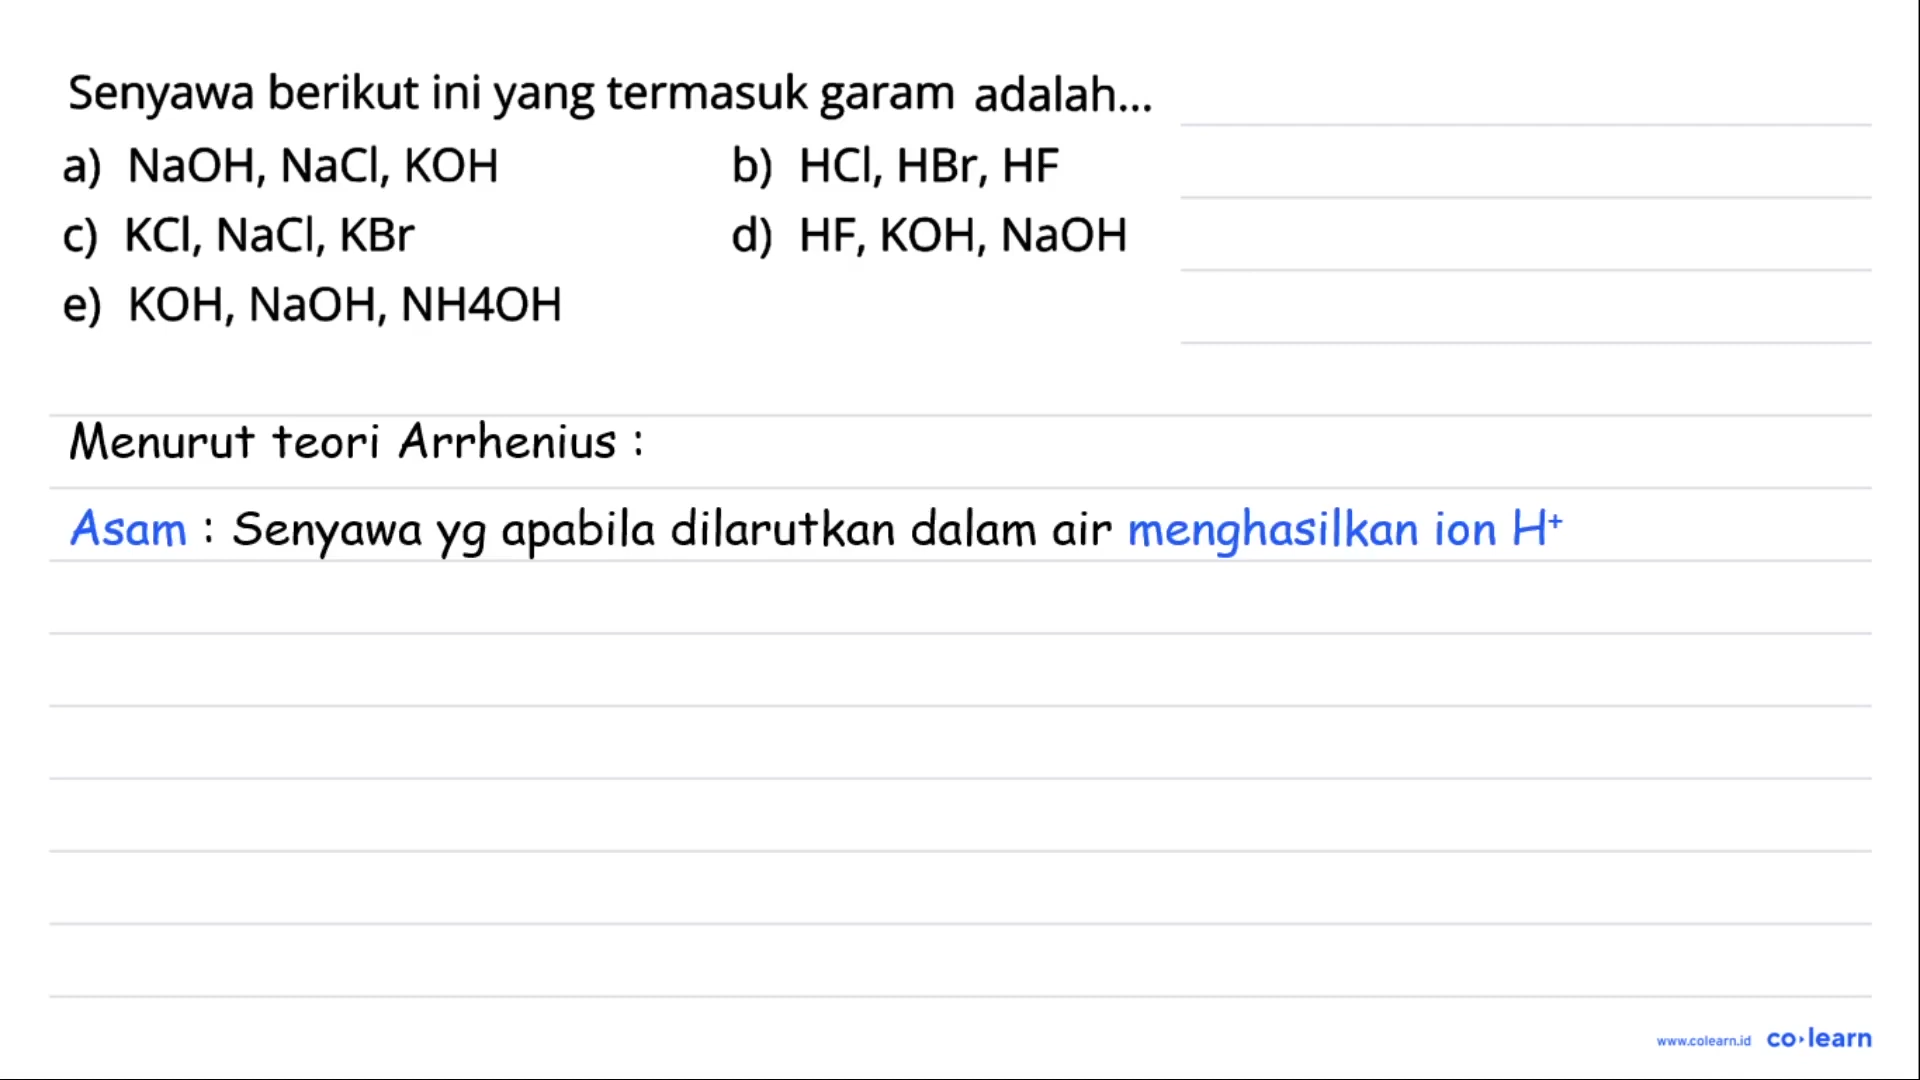 Senyawa berikut ini yang termasuk garam adalah...
a) NaOH, NaCl, KOH b) HCl, HBr, HF
c) KCl, NaCl, KBr d) HF, KOH, NaOH
e) KOH, NaOH, NH4OH
Menurut teori Arrhenius :
Asam : Senyawa yg apabila dilarutkan dalam air menghasilkan ion H⁺
www.colearn.id co·learn